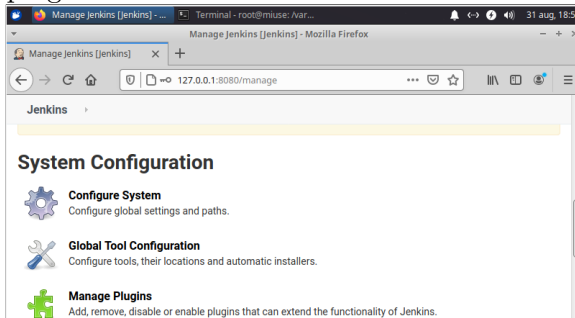 Manage Jenkins [Jenkins] - ... Terminal - root@miuse: /var... 31 aug, 18:5
Manage Jenkins [Jenkins] - Mozilla Firefox
Manage Jenkins [Jenkins]
127.0.0.1:8080/manage
Jenkins
System Configuration
Configure System
Configure global settings and paths.
Global Tool Configuration
Configure tools, their locations and automatic installers.
Manage Plugins
Add, remove, disable or enable plugins that can extend the functionality of Jenkins.